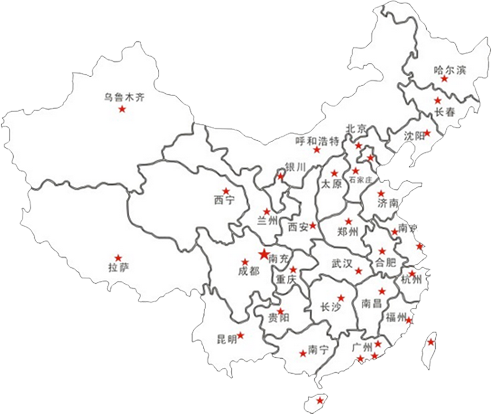 哈尔滨
乌鲁木齐
长春
北京
沈阳
呼和浩特
银川
太原
石家庄
西宁
济南
兰州
西安
郑州
南
南充
合肥
拉萨
成都
武汉
重庆
杭州
长沙
南昌
贵阳
福州
昆明
广州
南宁